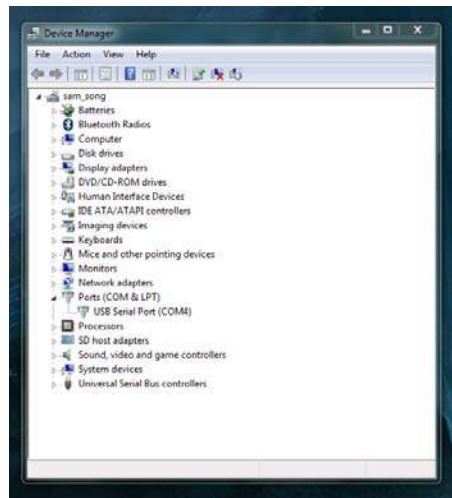 Device Manager
File Action View Help
sam_song
Batteries
Bluetooth Radios
Computer
Disk drives
Display adapters
DVD/CD-ROM drives
Human Interface Devices
IDE ATA/ATAPI controllers
Imaging devices
Keyboards
Mice and other pointing devices
Monitors
Network adapters
Ports (COM & LPT)
USB Serial Port (COM4)
Processors
SD host adapters
Sound, video and game controllers
System devices
Universal Serial Bus controllers